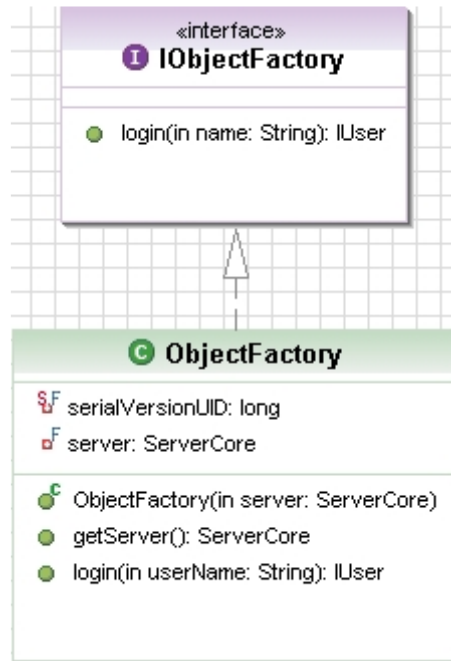 «interface»
I IObjectFactory
login(in name: String): IUser
C ObjectFactory
S F serialVersionUID: long
F server: ServerCore
C ObjectFactory(in server: ServerCore)
getServer(): ServerCore
login(in userName: String): IUser